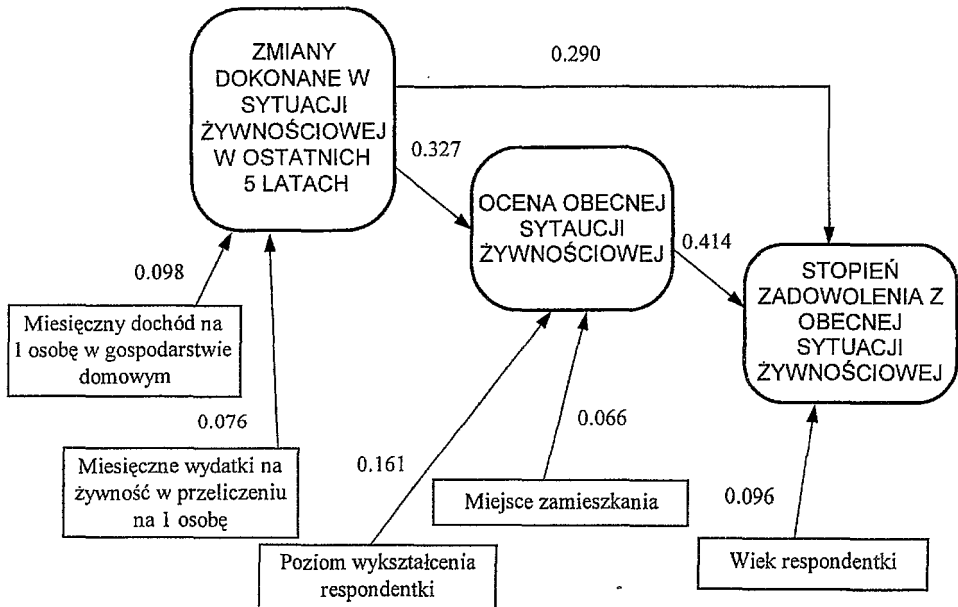 ZMIANY
DOKONANE W
SYTUACJI
ŻYWNOŚCIOWEJ
W OSTATNICH
5 LATACH
0.290
0.327
OCENA OBECNEJ
SYTAUCJI
ŻYWNOŚCIOWEJ
0.414
STOPIEŃ
ZADOWOLENIA Z
OBECNEJ
SYTUACJI
ŻYWNOŚCIOWEJ
0.098
Miesięczny dochód na
1 osobę w gospodarstwie
domowym
0.076
Miesięczne wydatki na
żywność w przeliczeniu
na 1 osobę
0.161
Poziom wykształcenia
respondentki
0.066
Miejsce zamieszkania
0.096
Wiek respondentki